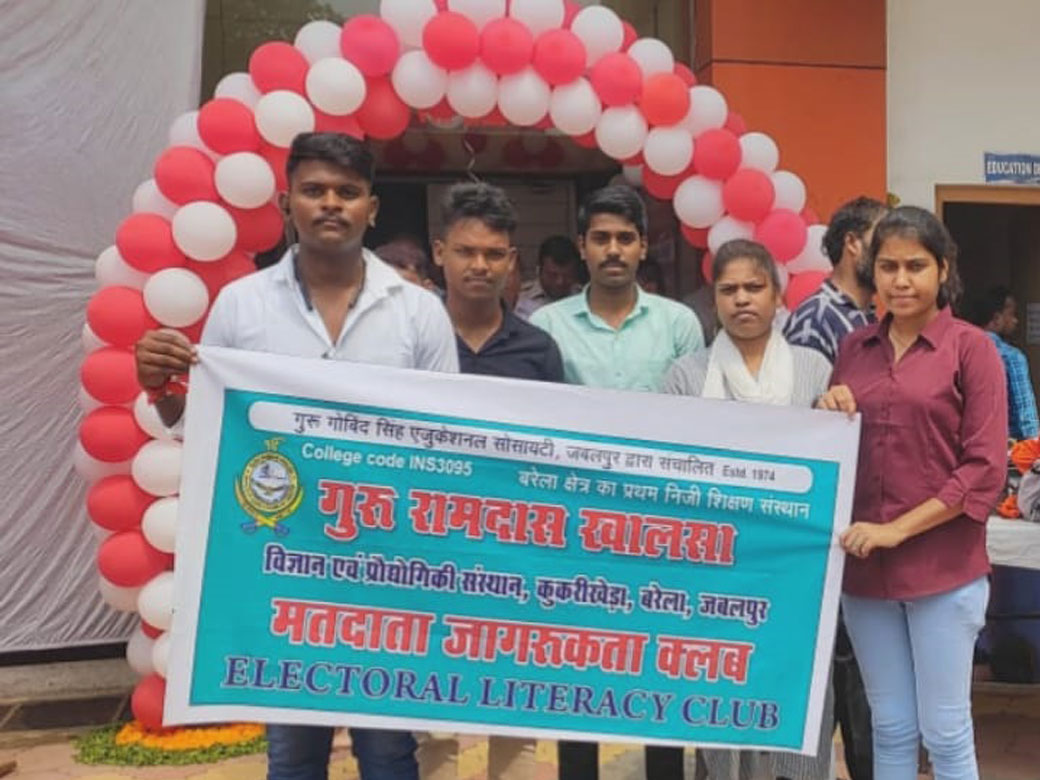 EDUCATION
गुरु गोबिंद सिंह एजुकेशनल सोसायटी, जबलपुर द्वारा संचालित Estd. 1974
College code INS3095
बरेला क्षेत्र का प्रथम निजी शिक्षण संस्थान
गुरु रामदास खालसा
विज्ञान एवं प्रौद्योगिकी संस्थान, कुकरीखेड़ा, बरेला, जबलपुर
मतदाता जागरुकता क्लब
ELECTORAL LITERACY CLUB